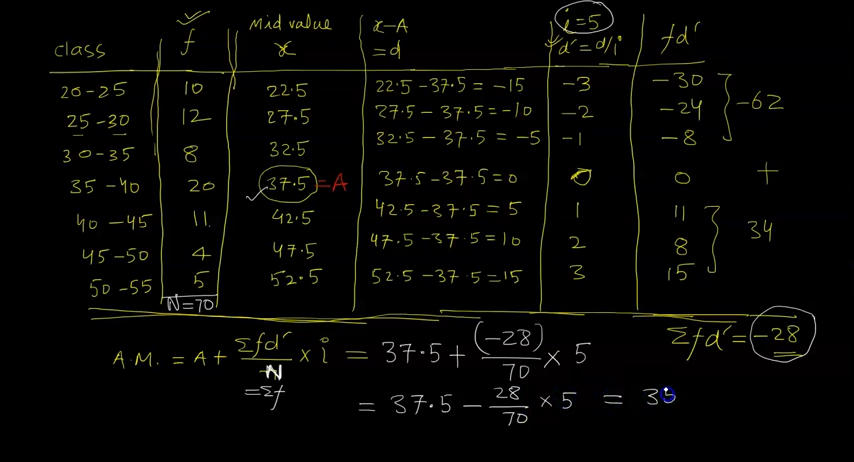 class f Mid value x x-A =d i=5 d'=d/i fd'
20-25 10 22.5 22.5-37.5=-15 -3 -30
25-30 12 27.5 27.5-37.5=-10 -2 -24 -62
30-35 8 32.5 32.5-37.5=-5 -1 -8
35-40 20 37.5=A 37.5-37.5=0 0 0 +
40-45 11 42.5 42.5-37.5=5 1 11
45-50 4 47.5 47.5-37.5=10 2 8 34
50-55 5 52.5 52.5-37.5=15 3 15
N=70
Σfd'=-28
A.M. = A + Σfd'/N × i = 37.5 + (-28)/70 × 5
=Σf
= 37.5 - 28/70 × 5 = 35